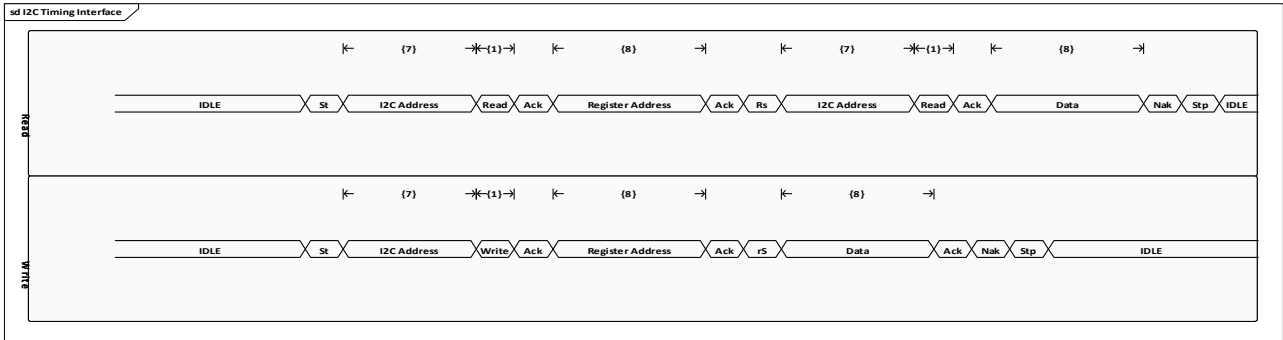 sd I2C Timing Interface
{7} {1} {8} {7} {1} {8}
Read
IDLE St I2C Address Read Ack Register Address Ack Rs I2C Address Read Ack Data Nak Stp IDLE
{7} {1} {8} {8}
Write
IDLE St I2C Address Write Ack Register Address Ack rS Data Ack Nak Stp IDLE